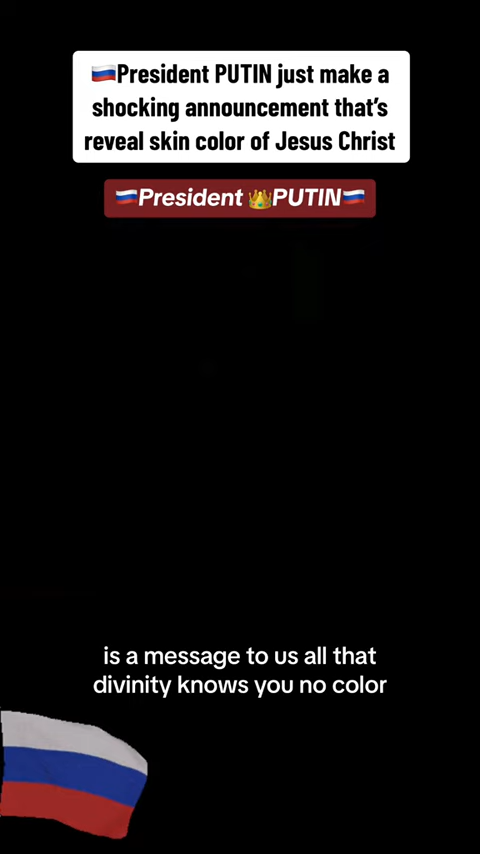 🇷🇺President PUTIN just make a
shocking announcement that's
reveal skin color of Jesus Christ
🇷🇺President 👑PUTIN🇷🇺
is a message to us all that
divinity knows you no color